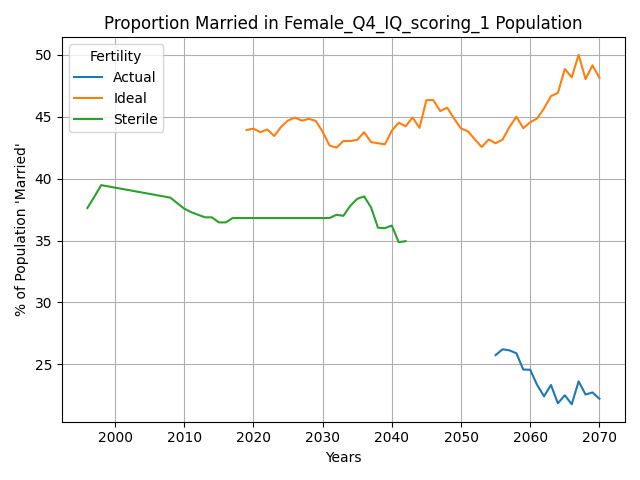 Proportion Married in Female_Q4_IQ_scoring_1 Population
Fertility
Actual
Ideal
Sterile
% of Population 'Married'
50
45
40
35
30
25
2000 2010 2020 2030 2040 2050 2060 2070
Years